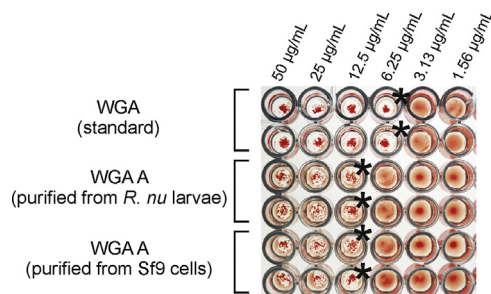 50 µg/mL
25 µg/mL
12.5 µg/mL
6.25 µg/mL
3.13 µg/mL
1.56 µg/mL
WGA
(standard)
WGA A
(purified from R. nu larvae)
WGA A
(purified from Sf9 cells)